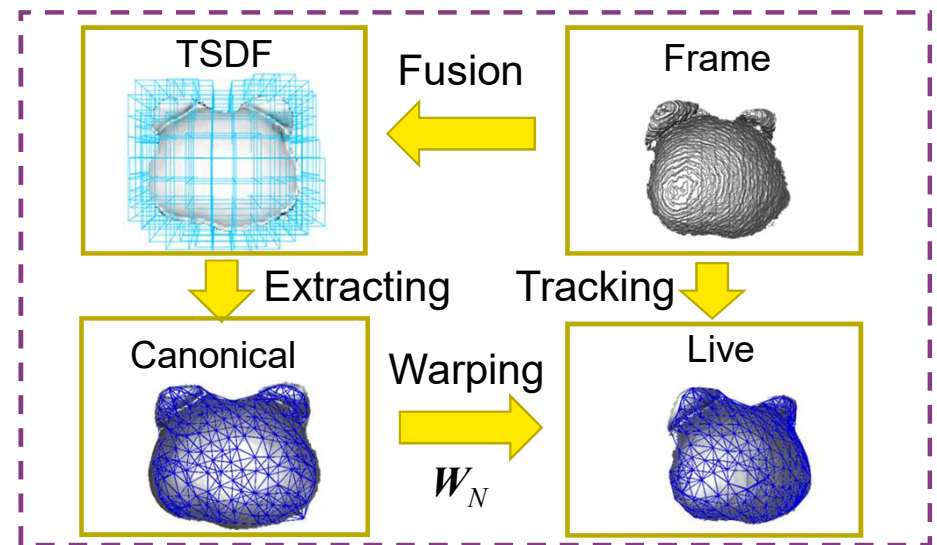 TSDF
Fusion
Frame
Extracting
Tracking
Canonical
Warping
Live
W_N